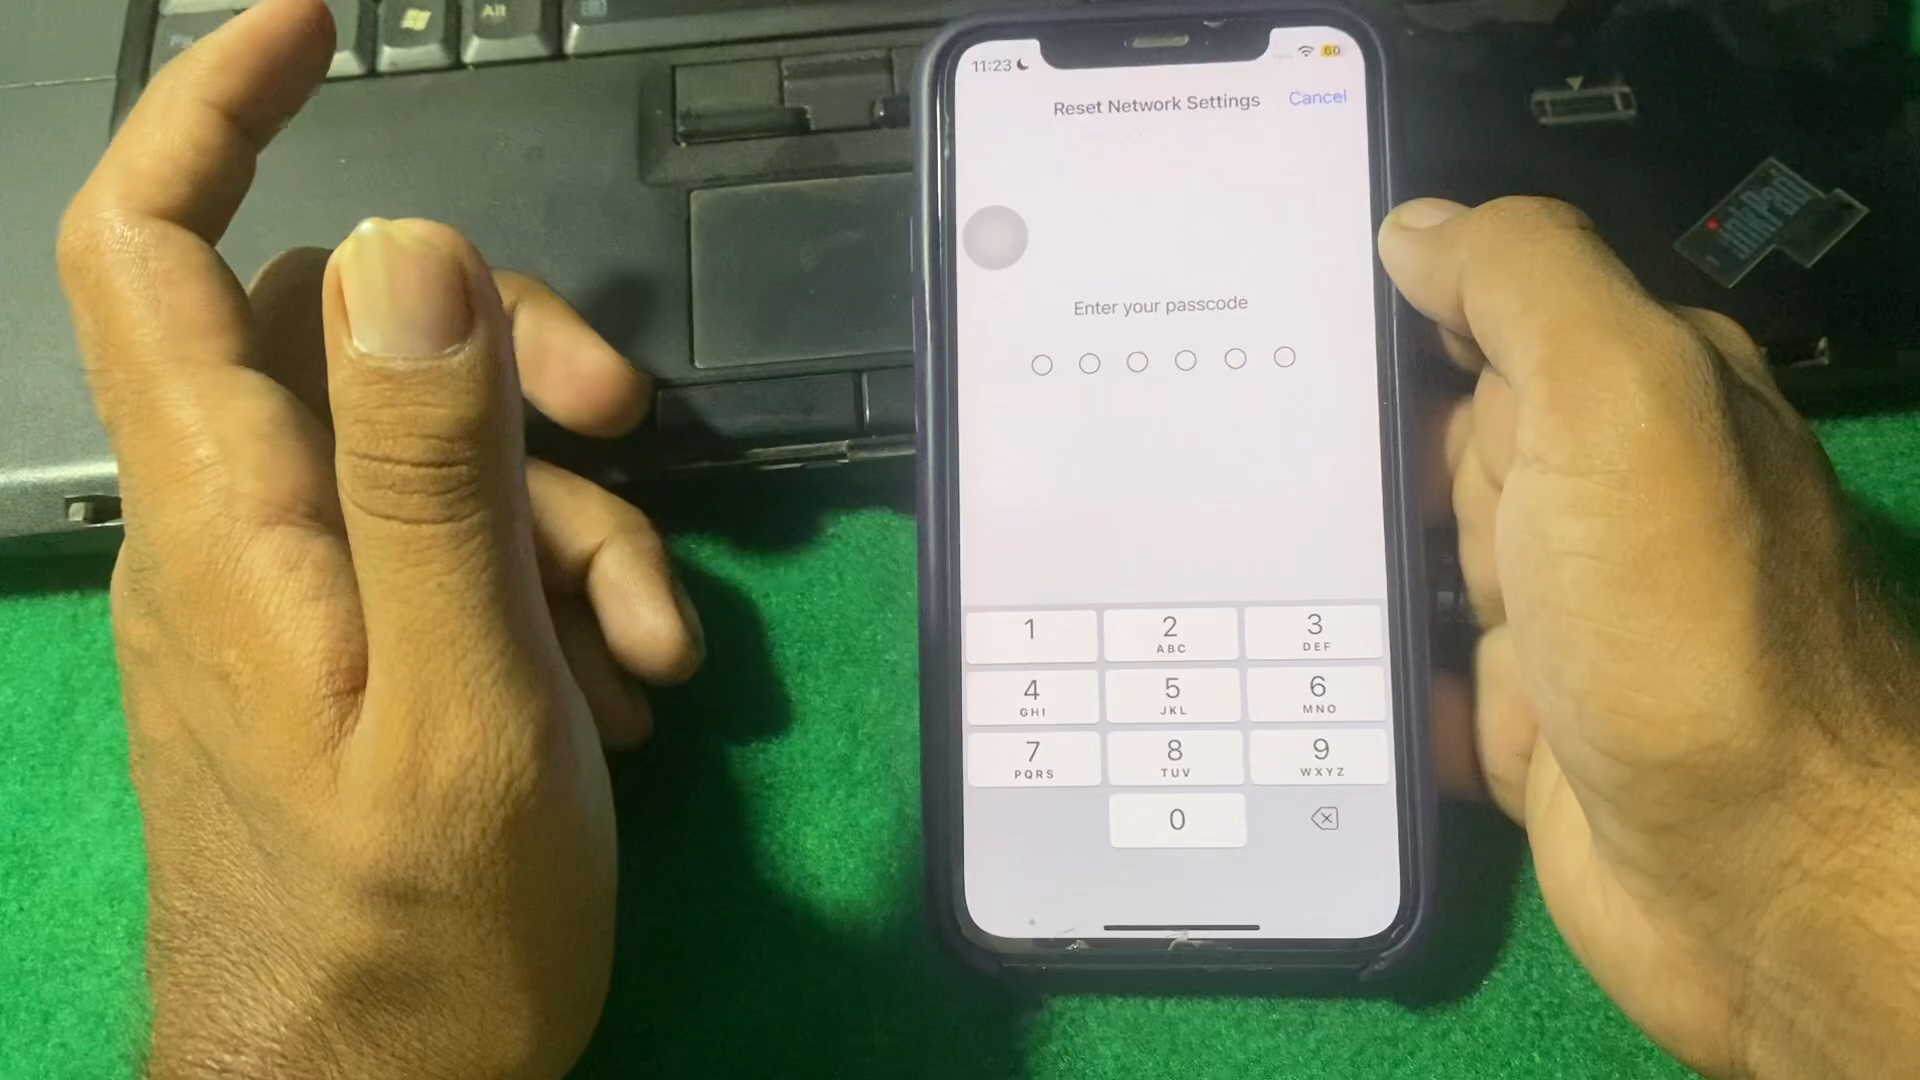 Alt
11:23
60
Reset Network Settings
Cancel
Enter your passcode
1
2
ABC
3
DEF
4
GHI
5
JKL
6
MNO
7
PQRS
8
TUV
9
WXYZ
0
ThinkPad